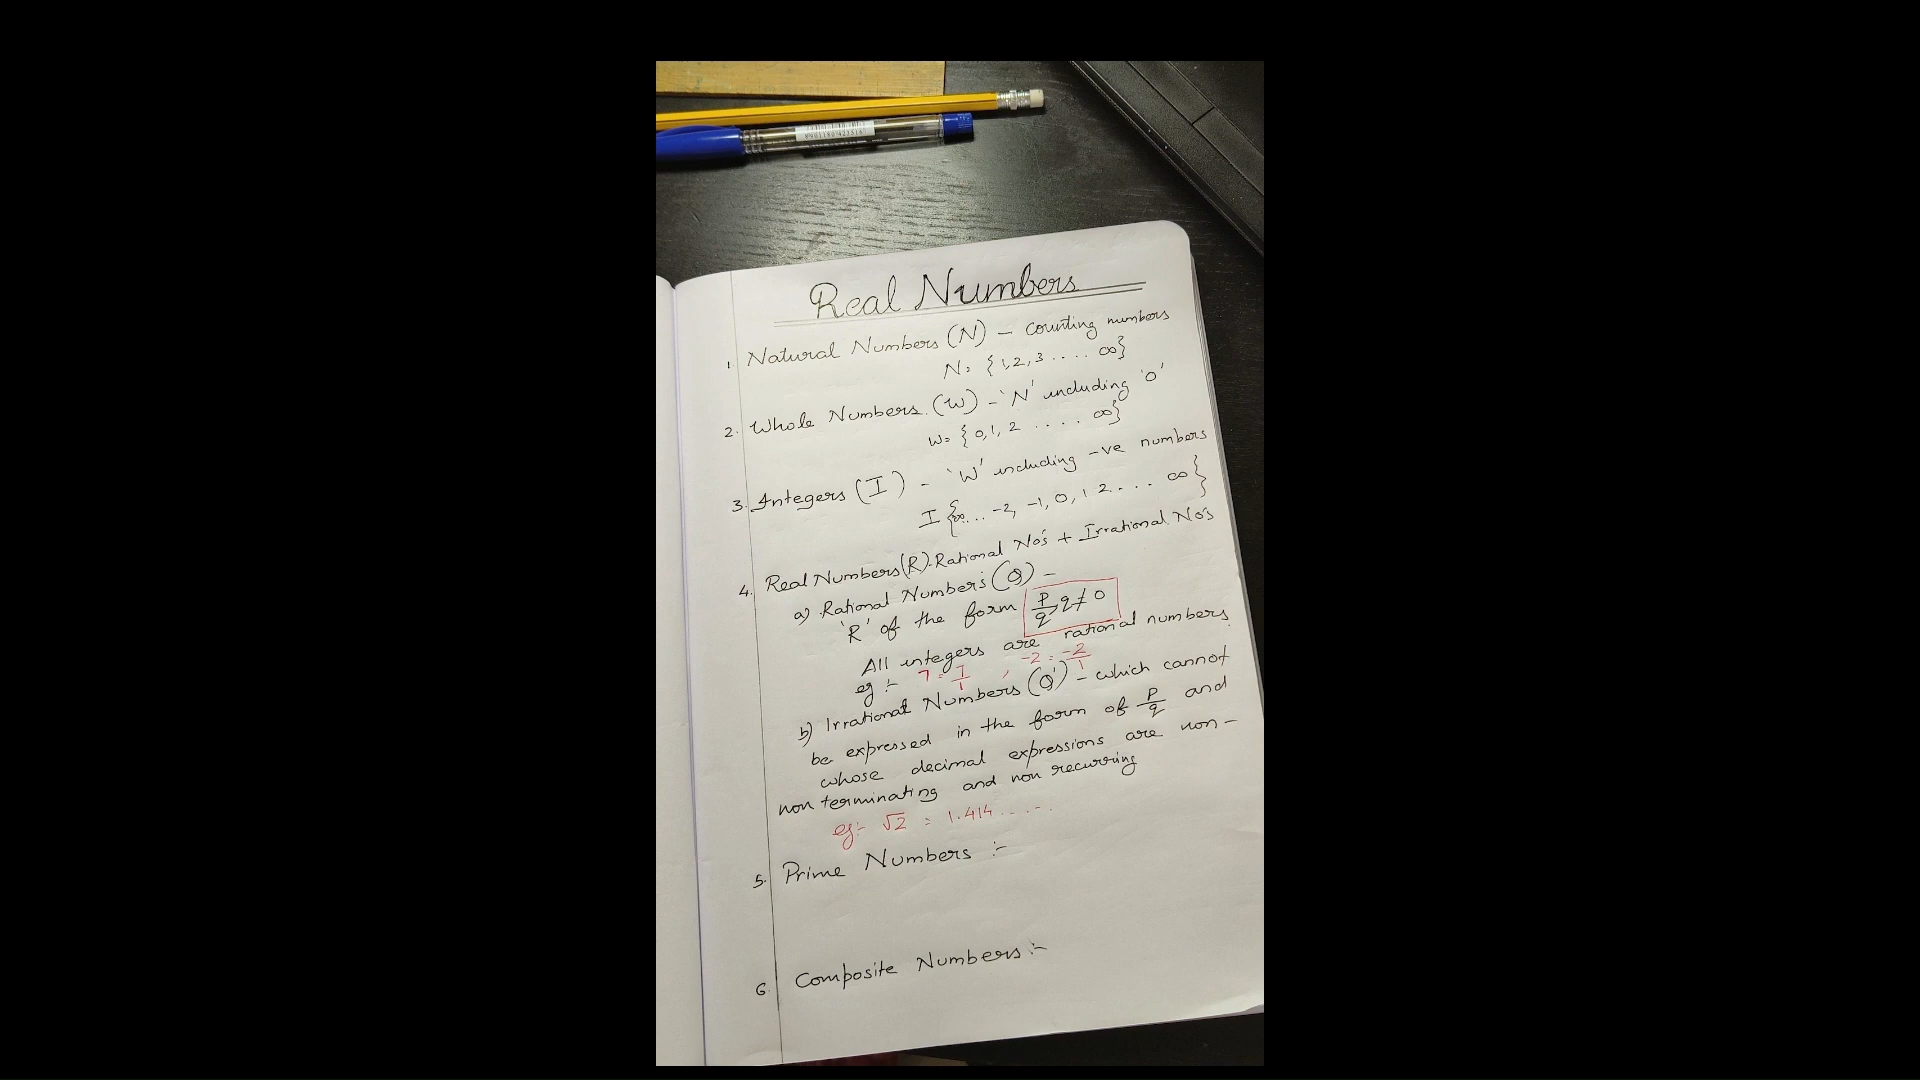 Real Numbers
1. Natural Numbers (N) - counting numbers
N= {1,2,3 .... ∞}
2. Whole Numbers. (W) - 'N' including '0'
W= {0,1,2 .... ∞}
3. Integers (I) - 'W' including -ve numbers
I {∞... -2, -1, 0, 1 2 ... ∞}
4. Real Numbers (R) - Rational No's + Irrational No's
a) Rational Numbers (Q) -
'R' of the form p/q, q ≠ 0
All integers are rational numbers.
eg :- 7 = 7/1 , -2 = -2/1
b) Irrational Numbers (Q') - which cannot
be expressed in the form of p/q and
whose decimal expressions are non-
non terminating and non recurring
eg:- √2 = 1.414.....
5. Prime Numbers :-
6. Composite Numbers :-